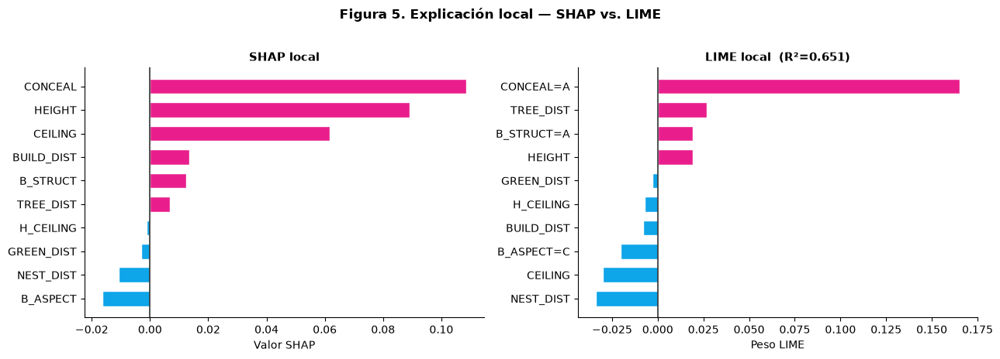 Figura 5. Explicación local — SHAP vs. LIME
SHAP local
CONCEAL
HEIGHT
CEILING
BUILD_DIST
B_STRUCT
TREE_DIST
H_CEILING
GREEN_DIST
NEST_DIST
B_ASPECT
−0.02 0.00 0.02 0.04 0.06 0.08 0.10
Valor SHAP
LIME local (R²=0.651)
CONCEAL=A
TREE_DIST
B_STRUCT=A
HEIGHT
GREEN_DIST
H_CEILING
BUILD_DIST
B_ASPECT=C
CEILING
NEST_DIST
−0.025 0.000 0.025 0.050 0.075 0.100 0.125 0.150 0.175
Peso LIME